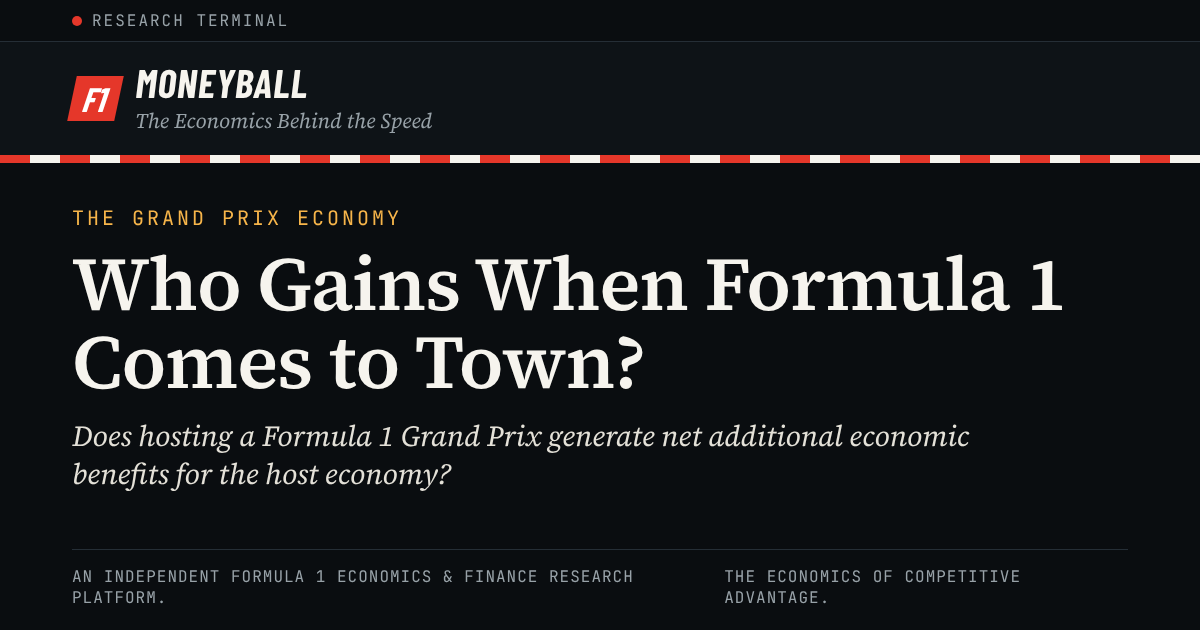 RESEARCH TERMINAL
F1
MONEYBALL
The Economics Behind the Speed
THE GRAND PRIX ECONOMY
Who Gains When Formula 1
Comes to Town?
Does hosting a Formula 1 Grand Prix generate net additional economic
benefits for the host economy?
AN INDEPENDENT FORMULA 1 ECONOMICS & FINANCE RESEARCH
PLATFORM.
THE ECONOMICS OF COMPETITIVE
ADVANTAGE.